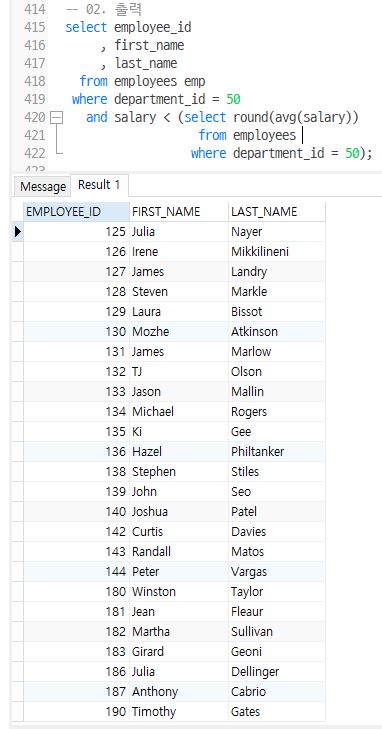 414 -- 02. 출력
415 select employee_id
416 , first_name
417 , last_name
418 from employees emp
419 where department_id = 50
420 and salary < (select round(avg(salary))
421 from employees
422 where department_id = 50);
423
Message Result 1
EMPLOYEE_ID FIRST_NAME LAST_NAME
125 Julia Nayer
126 Irene Mikkilineni
127 James Landry
128 Steven Markle
129 Laura Bissot
130 Mozhe Atkinson
131 James Marlow
132 TJ Olson
133 Jason Mallin
134 Michael Rogers
135 Ki Gee
136 Hazel Philtanker
138 Stephen Stiles
139 John Seo
140 Joshua Patel
142 Curtis Davies
143 Randall Matos
144 Peter Vargas
180 Winston Taylor
181 Jean Fleaur
182 Martha Sullivan
183 Girard Geoni
186 Julia Dellinger
187 Anthony Cabrio
190 Timothy Gates